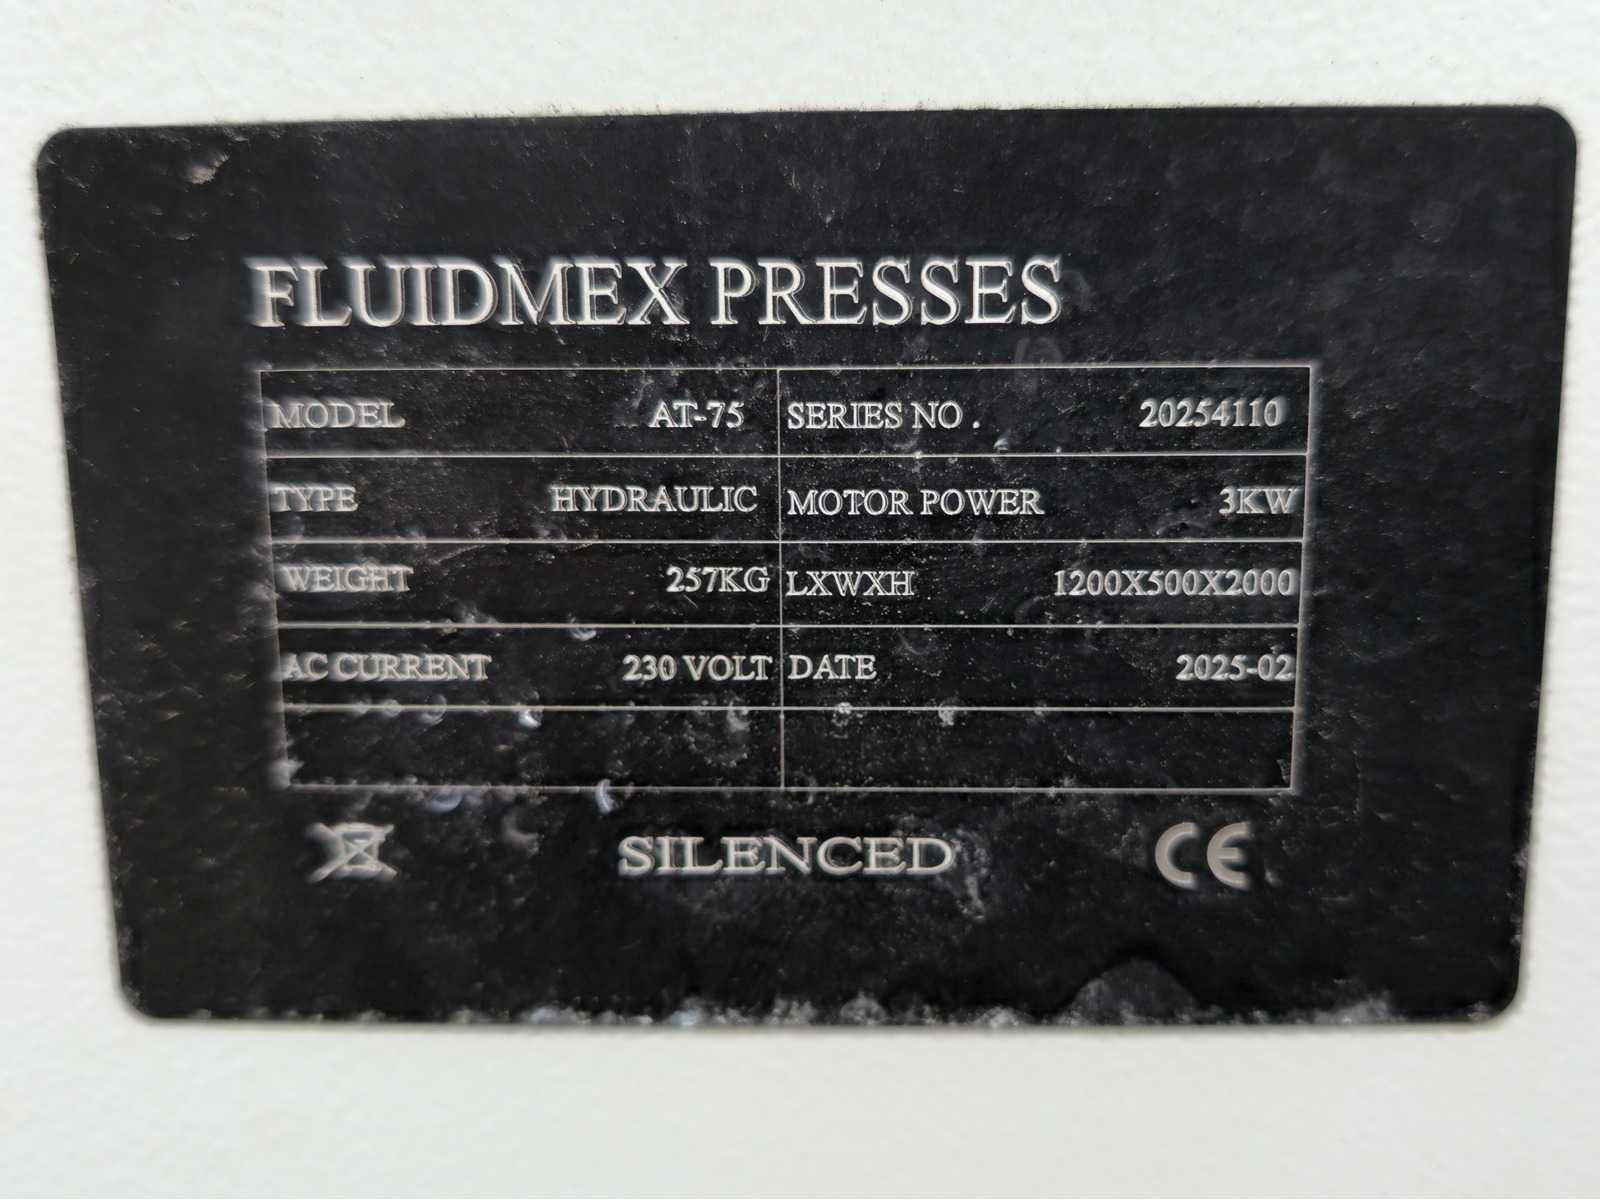 FLUIDMEX PRESSES
MODEL AT-75 SERIES NO . 20254110
TYPE HYDRAULIC MOTOR POWER 3KW
WEIGHT 257KG LXWXH 1200X500X2000
AC CURRENT 230 VOLT DATE 2025-02
SILENCED CE